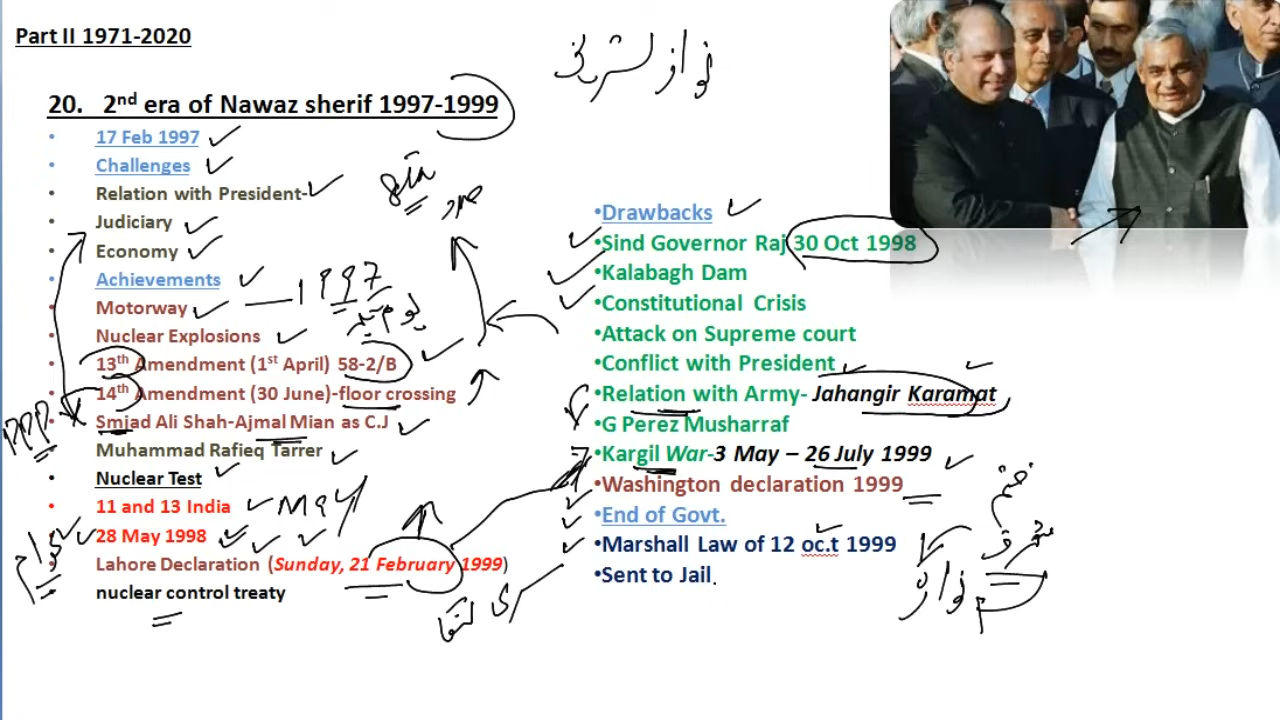 Part II 1971-2020
نواز شریف
20. 2nd era of Nawaz sherif 1997-1999
• 17 Feb 1997
• Challenges
• Relation with President-
• Judiciary
• Economy
• Achievements
• Motorway
1997
• Nuclear Explosions
• 13th Amendment (1st April) 58-2/B
• 14th Amendment (30 June)-floor crossing
PPP
• Smjad Ali Shah-Ajmal Mian as C.J
Muhammad Rafieq Tarrer
• Nuclear Test
• 11 and 13 India
May
• 28 May 1998
• Lahore Declaration (Sunday, 21 February 1999)
• nuclear control treaty
•Drawbacks
•Sind Governor Raj 30 Oct 1998
•Kalabagh Dam
•Constitutional Crisis
•Attack on Supreme court
•Conflict with President
•Relation with Army- Jahangir Karamat
•G Perez Musharraf
•Kargil War-3 May – 26 July 1999
•Washington declaration 1999
•End of Govt.
•Marshall Law of 12 oc.t 1999
•Sent to Jail.